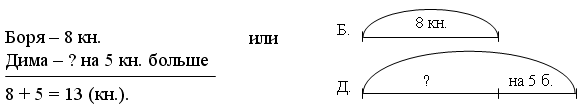 Боря – 8 кн.
Дима – ? на 5 кн. больше
8 + 5 = 13 (кн.).
или
Б. 8 кн.
Д. ? на 5 б.